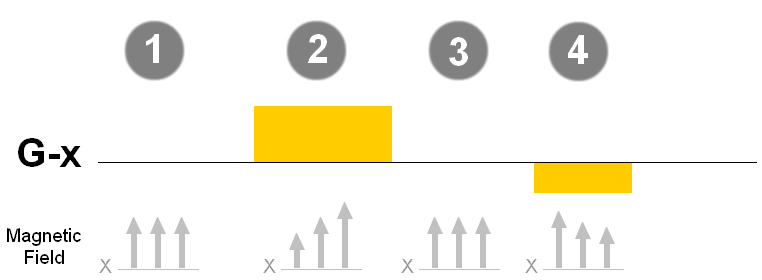 1 2 3 4
G-x
Magnetic
Field
X X X X